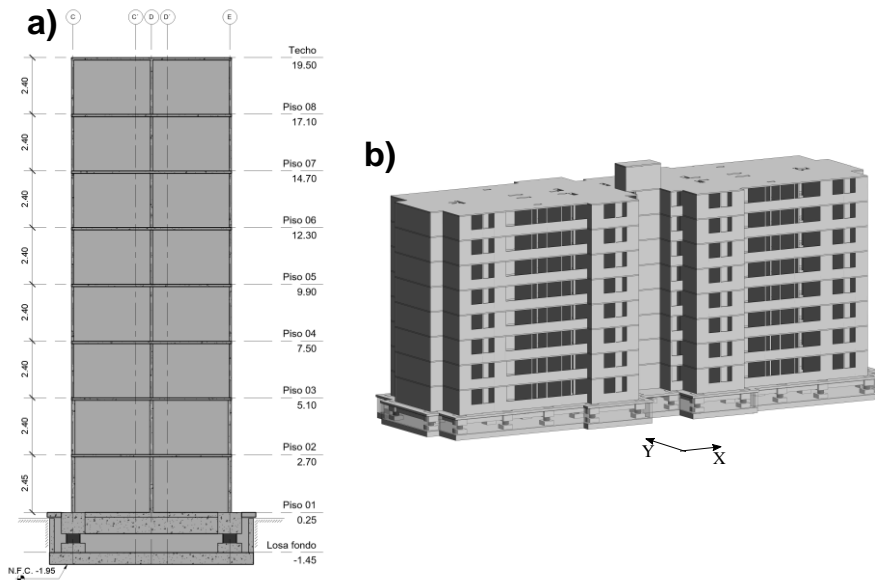 a)
C C' D D' E
Techo
19.50
2.40
Piso 08
17.10
2.40
Piso 07
14.70
2.40
Piso 06
12.30
2.40
Piso 05
9.90
2.40
Piso 04
7.50
2.40
Piso 03
5.10
2.40
Piso 02
2.70
2.45
Piso 01
0.25
Losa fondo
-1.45
N.F.C. -1.95
b)
Y X